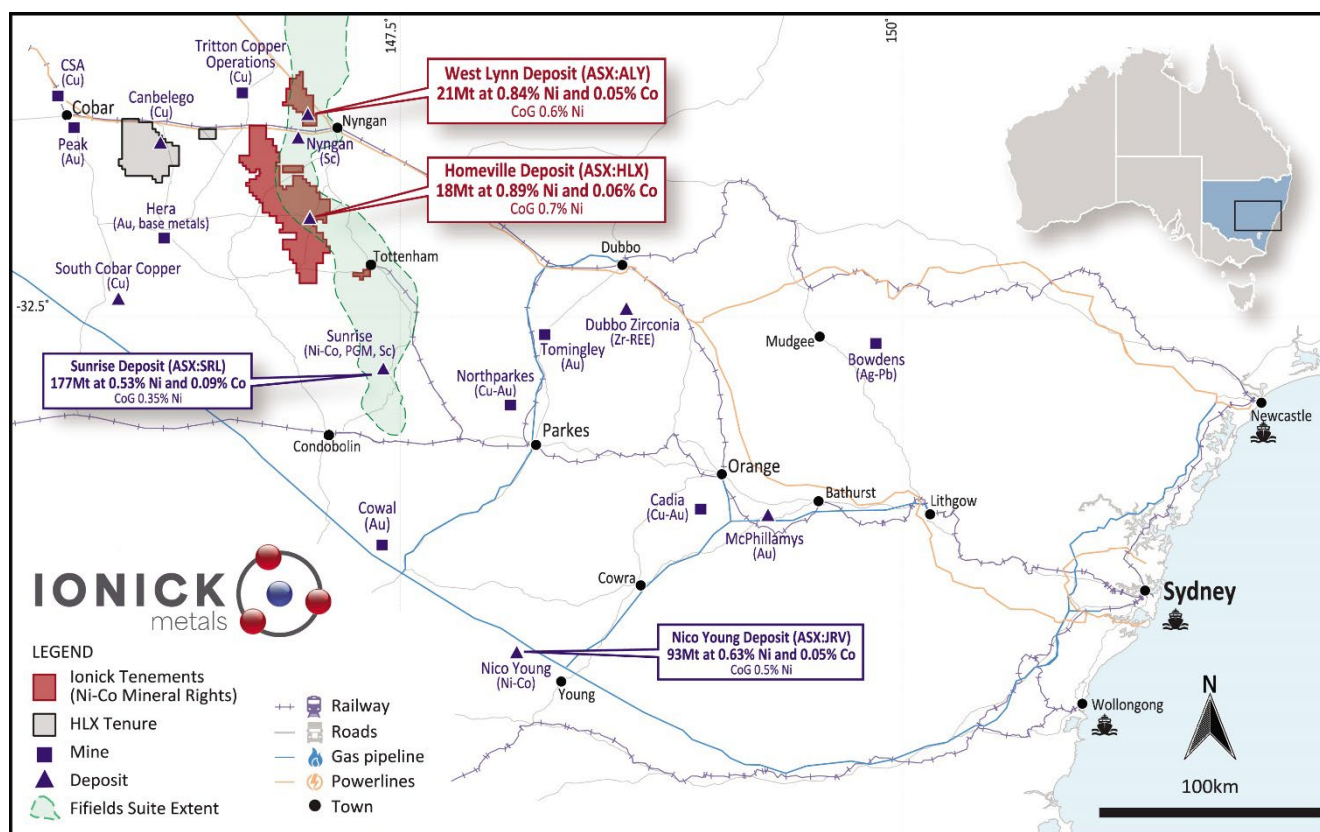 147.5°
150°
-32.5°
CSA
(Cu)
Cobar
Peak
(Au)
Canbelego
(Cu)
Tritton Copper
Operations
(Cu)
West Lynn Deposit (ASX:ALY)
21Mt at 0.84% Ni and 0.05% Co
CoG 0.6% Ni
Nyngan
Nyngan
(Sc)
Homeville Deposit (ASX:HLX)
18Mt at 0.89% Ni and 0.06% Co
CoG 0.7% Ni
Hera
(Au, base metals)
South Cobar Copper
(Cu)
Tottenham
Dubbo
Dubbo Zirconia
(Zr-REE)
Tomingley
(Au)
Mudgee
Bowdens
(Ag-Pb)
Sunrise
(Ni-Co, PGM, Sc)
Sunrise Deposit (ASX:SRL)
177Mt at 0.53% Ni and 0.09% Co
CoG 0.35% Ni
Northparkes
(Cu-Au)
Newcastle
Condobolin
Parkes
Orange
Cadia
(Cu-Au)
Bathurst
Lithgow
McPhillamys
(Au)
Cowal
(Au)
Cowra
Sydney
Nico Young Deposit (ASX:JRV)
93Mt at 0.63% Ni and 0.05% Co
CoG 0.5% Ni
Nico Young
(Ni-Co)
Young
Wollongong
IONICK
metals
LEGEND
Ionick Tenements
(Ni-Co Mineral Rights)
HLX Tenure
Mine
Deposit
Fifields Suite Extent
Railway
Roads
Gas pipeline
Powerlines
Town
N
100km